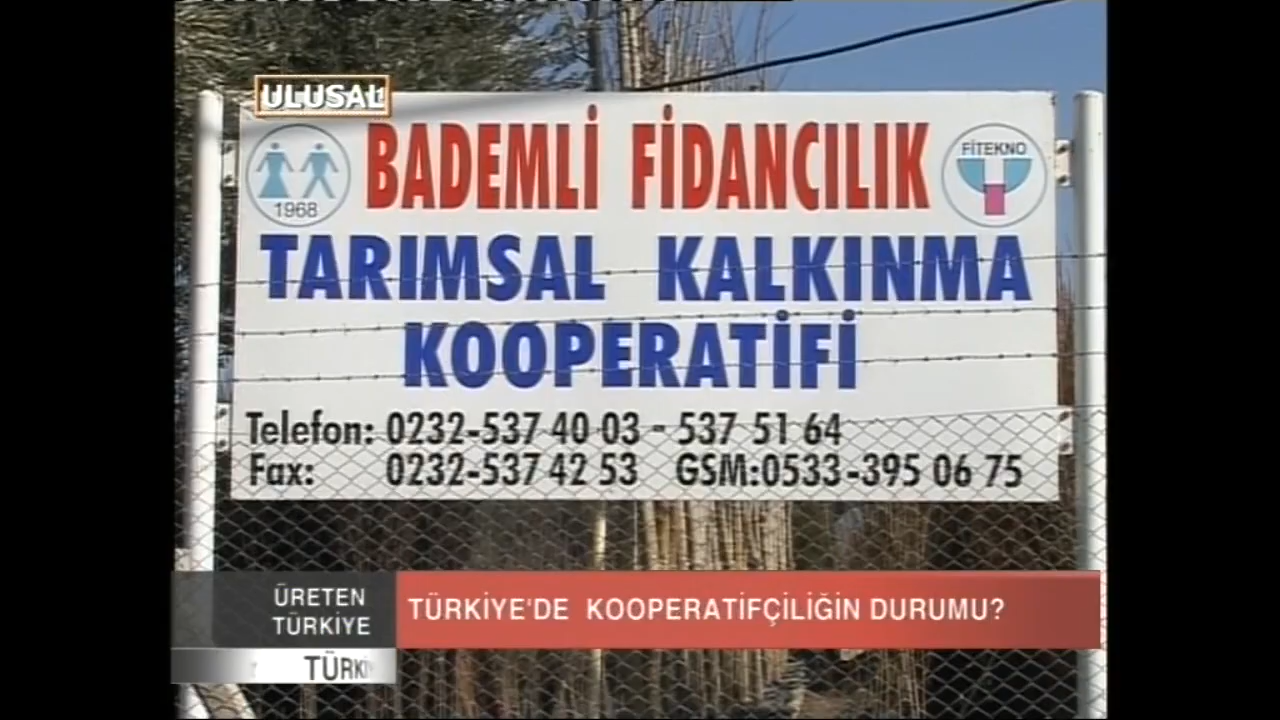 ULUSAL1
BADEMLİ FİDANCILIK
1968
FİTEKNO
TARIMSAL KALKINMA
KOOPERATİFİ
Telefon: 0232-537 40 03 - 537 51 64
Fax: 0232-537 42 53 GSM:0533-395 06 75
ÜRETEN
TÜRKİYE
TÜRKİYE'DE KOOPERATİFÇİLİĞİN DURUMU?